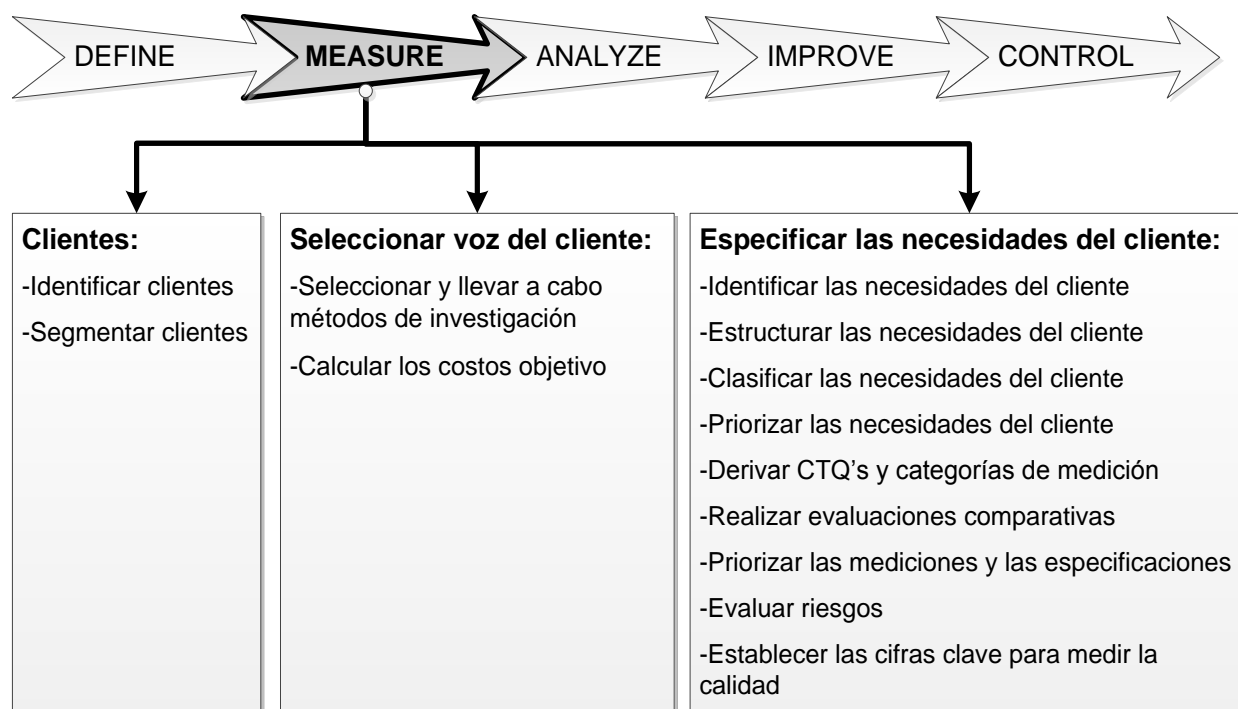 DEFINE
MEASURE
ANALYZE
IMPROVE
CONTROL
Clientes:
-Identificar clientes
-Segmentar clientes
Seleccionar voz del cliente:
-Seleccionar y llevar a cabo
métodos de investigación
-Calcular los costos objetivo
Especificar las necesidades del cliente:
-Identificar las necesidades del cliente
-Estructurar las necesidades del cliente
-Clasificar las necesidades del cliente
-Priorizar las necesidades del cliente
-Derivar CTQ’s y categorías de medición
-Realizar evaluaciones comparativas
-Priorizar las mediciones y las especificaciones
-Evaluar riesgos
-Establecer las cifras clave para medir la
calidad